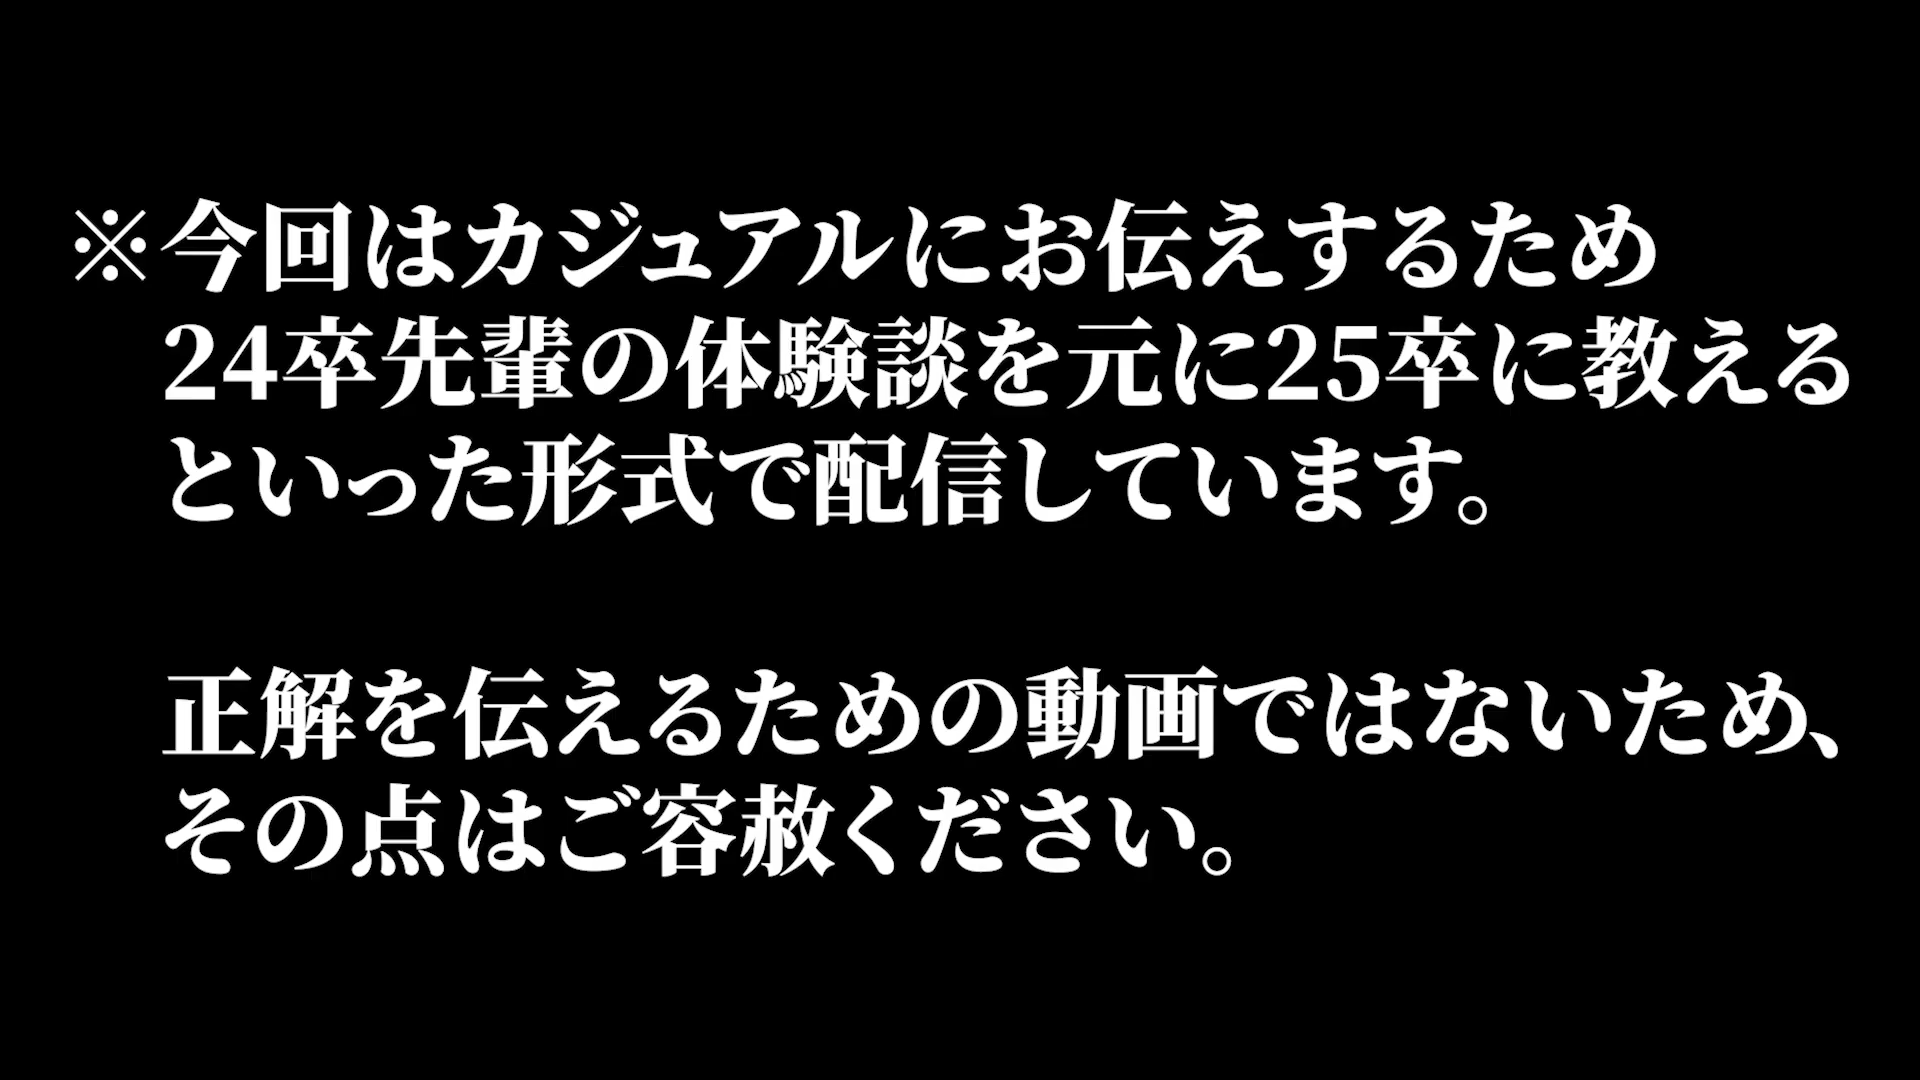 ※今回はカジュアルにお伝えするため
24卒先輩の体験談を元に25卒に教える
といった形式で配信しています。
正解を伝えるための動画ではないため、
その点はご容赦ください。